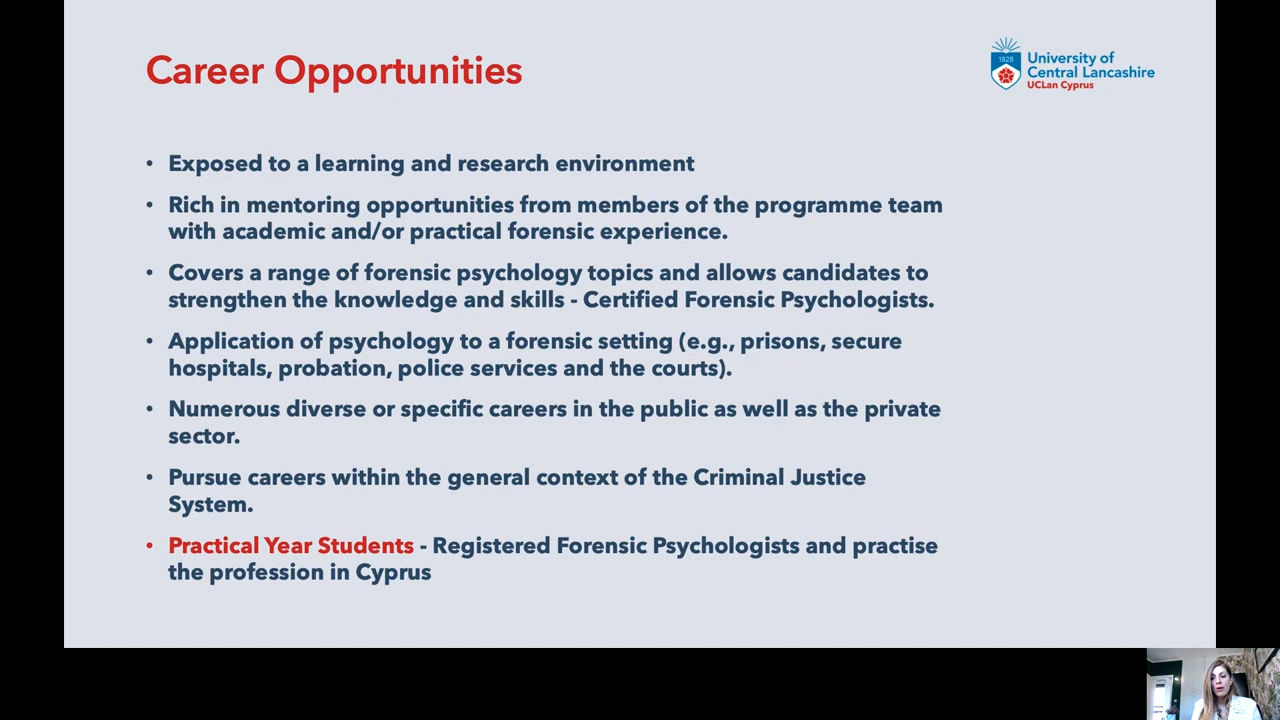 Career Opportunities
1828
University of
Central Lancashire
UCLan Cyprus
• Exposed to a learning and research environment
• Rich in mentoring opportunities from members of the programme team
with academic and/or practical forensic experience.
• Covers a range of forensic psychology topics and allows candidates to
strengthen the knowledge and skills - Certified Forensic Psychologists.
• Application of psychology to a forensic setting (e.g., prisons, secure
hospitals, probation, police services and the courts).
• Numerous diverse or specific careers in the public as well as the private
sector.
• Pursue careers within the general context of the Criminal Justice
System.
• Practical Year Students - Registered Forensic Psychologists and practise
the profession in Cyprus